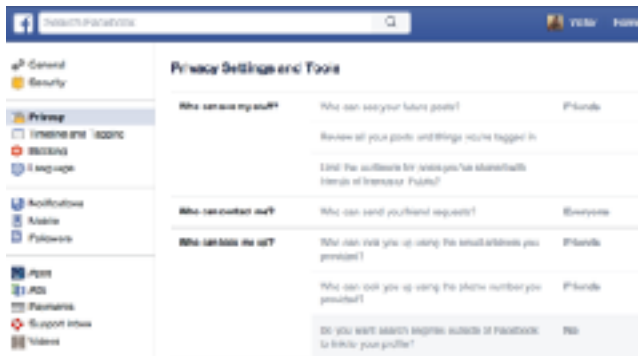 Search Facebook
Home
General
Security
Privacy
Timeline and Tagging
Blocking
Language
Notifications
Mobile
Followers
Apps
Ads
Payments
Support Inbox
Videos
Privacy Settings and Tools
Who can see my stuff?
Who can see your future posts?
Friends
Review all your posts and things you're tagged in
Limit the audience for posts you've shared with
friends of friends or Public?
Who can contact me?
Who can send you friend requests?
Everyone
Who can look me up?
Who can look you up using the email address you
provided?
Friends
Who can look you up using the phone number you
provided?
Friends
Do you want search engines outside of Facebook
to link to your profile?
No